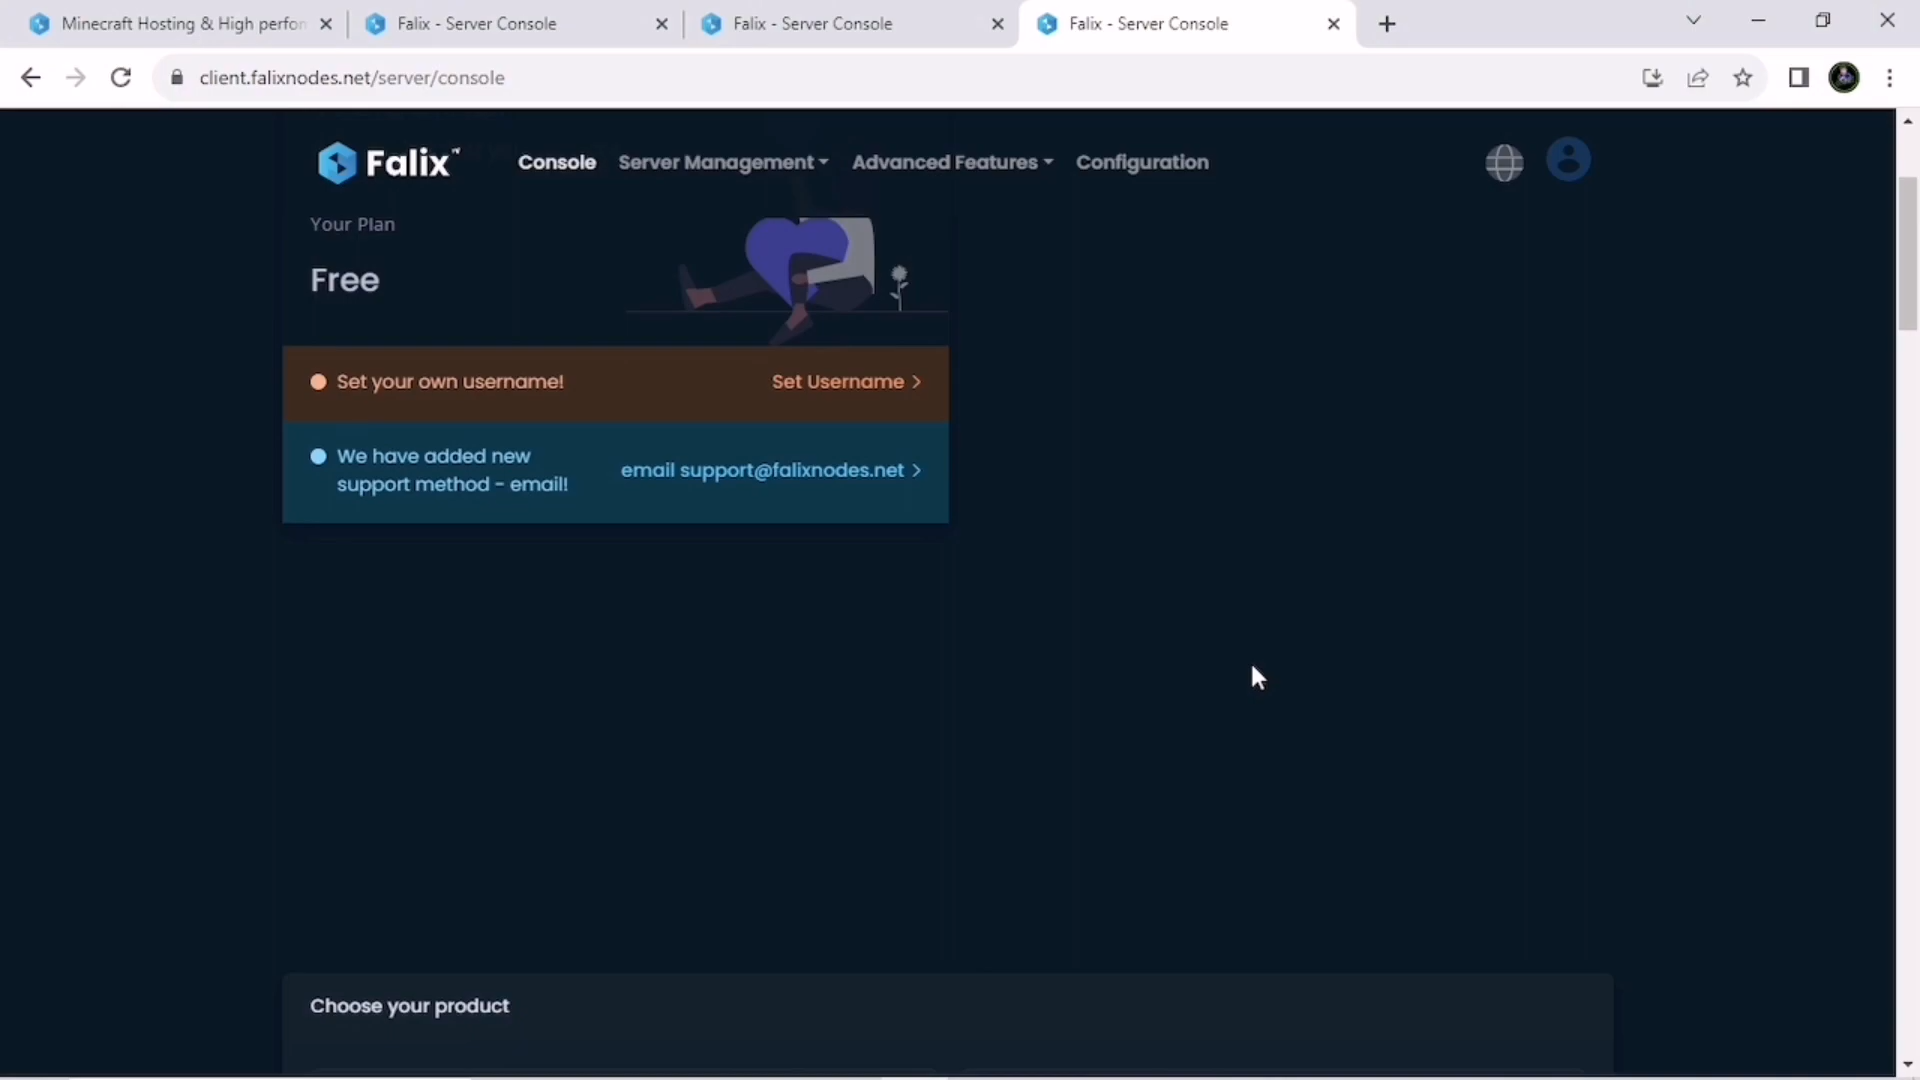 Minecraft Hosting & High perfor
Falix - Server Console
Falix - Server Console
Falix - Server Console
client.falixnodes.net/server/console
Falix
Console
Server Management
Advanced Features
Configuration
Your Plan
Free
Set your own username!
Set Username >
We have added new
support method - email!
email support@falixnodes.net >
Choose your product